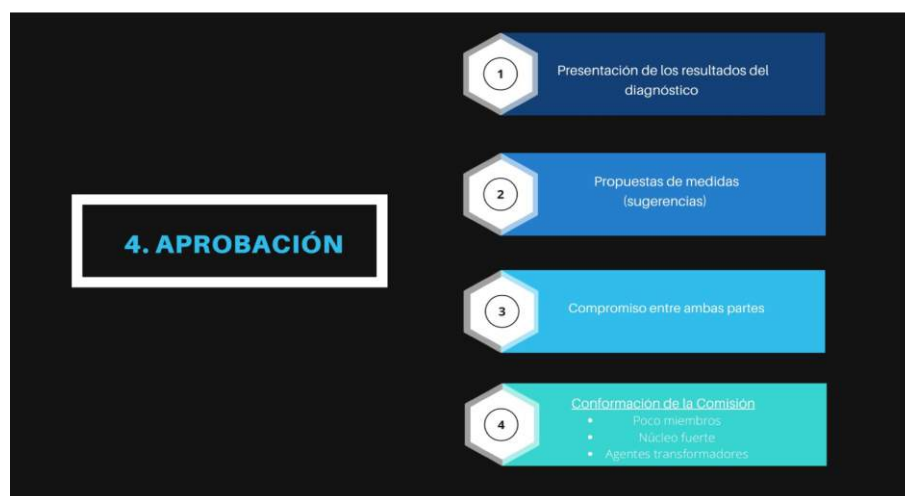 4. APROBACIÓN
1
Presentación de los resultados del
diagnóstico
2
Propuestas de medidas
(sugerencias)
3
Compromiso entre ambas partes
4
Conformación de la Comisión
• Poco miembros
• Núcleo fuerte
• Agentes transformadores